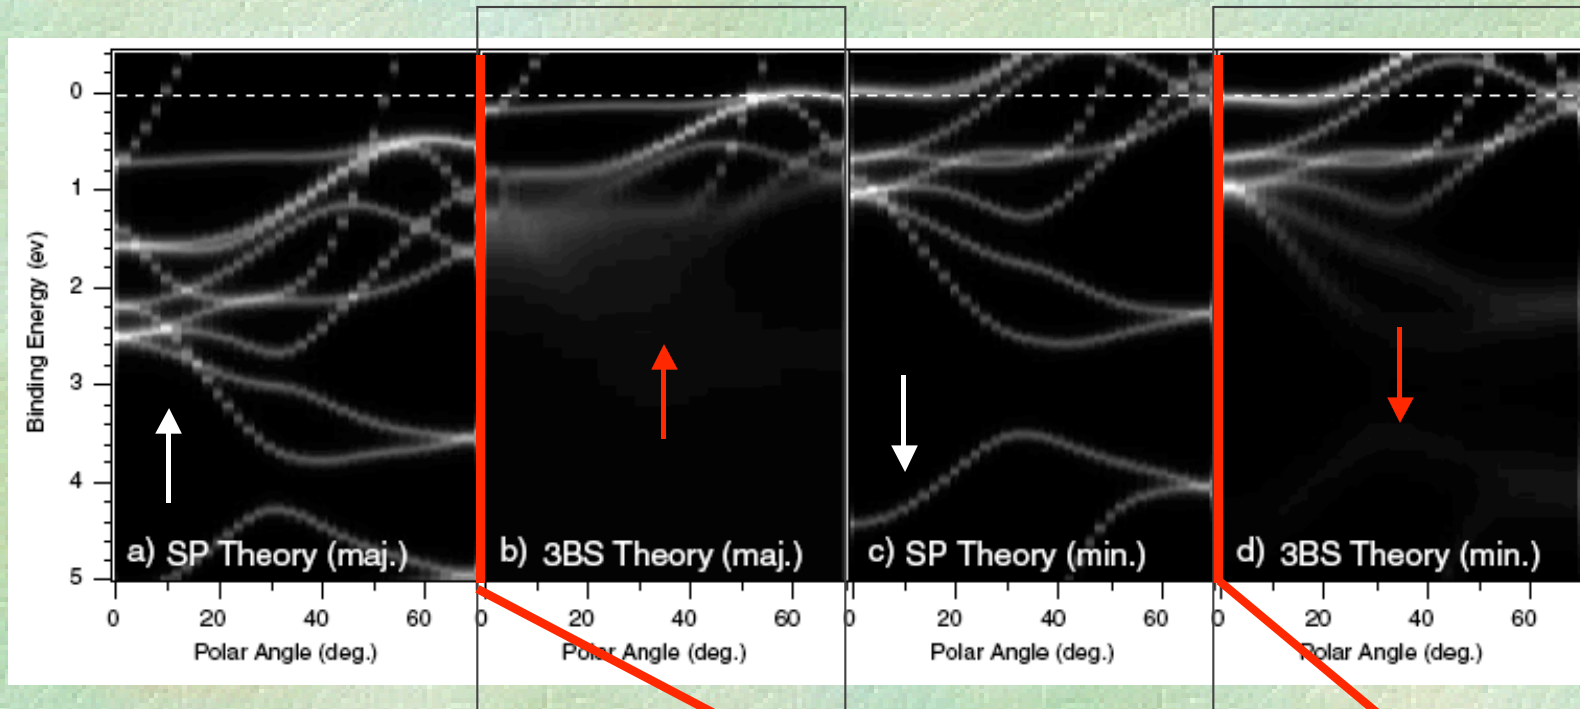 Binding Energy (ev)
0
1
2
3
4
5
a) SP Theory (maj.)
b) 3BS Theory (maj.)
c) SP Theory (min.)
d) 3BS Theory (min.)
0 20 40 60
0 20 40 60
0 20 40 60
0 20 40 60
Polar Angle (deg.)
Polar Angle (deg.)
Polar Angle (deg.)
Polar Angle (deg.)